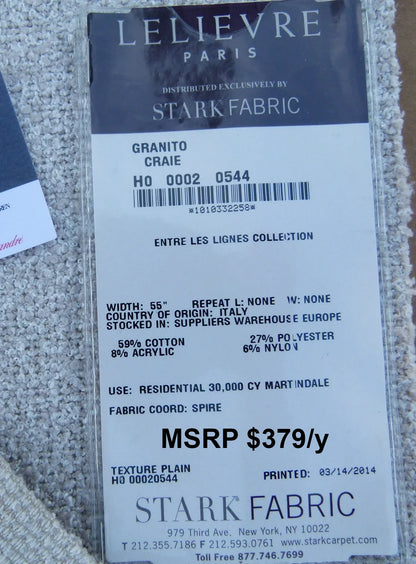 LELIEVRE
PARIS
DISTRIBUTED EXCLUSIVELY BY
STARK FABRIC
GRANITO
CRAIE
H0 0002 0544
*1010332258*
ENTRE LES LIGNES COLLECTION
WIDTH: 55" REPEAT L: NONE W: NONE
COUNTRY OF ORIGIN: ITALY
STOCKED IN: SUPPLIERS WAREHOUSE EUROPE
59% COTTON 27% POLYESTER
8% ACRYLIC 6% NYLON
USE: RESIDENTIAL 30,000 CY MARTINDALE
FABRIC COORD: SPIRE
MSRP $379/y
TEXTURE PLAIN
H0 00020544 PRINTED: 03/14/2014
STARK FABRIC
979 Third Ave. New York, NY 10022
T 212.355.7186 F 212.593.0761 www.starkcarpet.com
Toll Free 877.746.7699